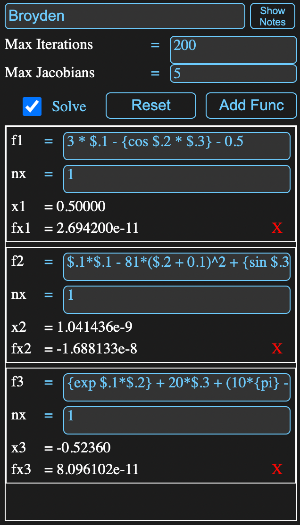 Broyden
Show
Notes
Max Iterations = 200
Max Jacobians = 5
Solve Reset Add Func
f1 = 3 * $.1 - {cos $.2 * $.3} - 0.5
nx = 1
x1 = 0.50000
fx1 = 2.694200e-11 X
f2 = $.1*$.1 - 81*($.2 + 0.1)^2 + {sin $.3
nx = 1
x2 = 1.041436e-9
fx2 = -1.688133e-8 X
f3 = {exp $.1*$.2} + 20*$.3 + (10*{pi} -
nx = 1
x3 = -0.52360
fx3 = 8.096102e-11 X